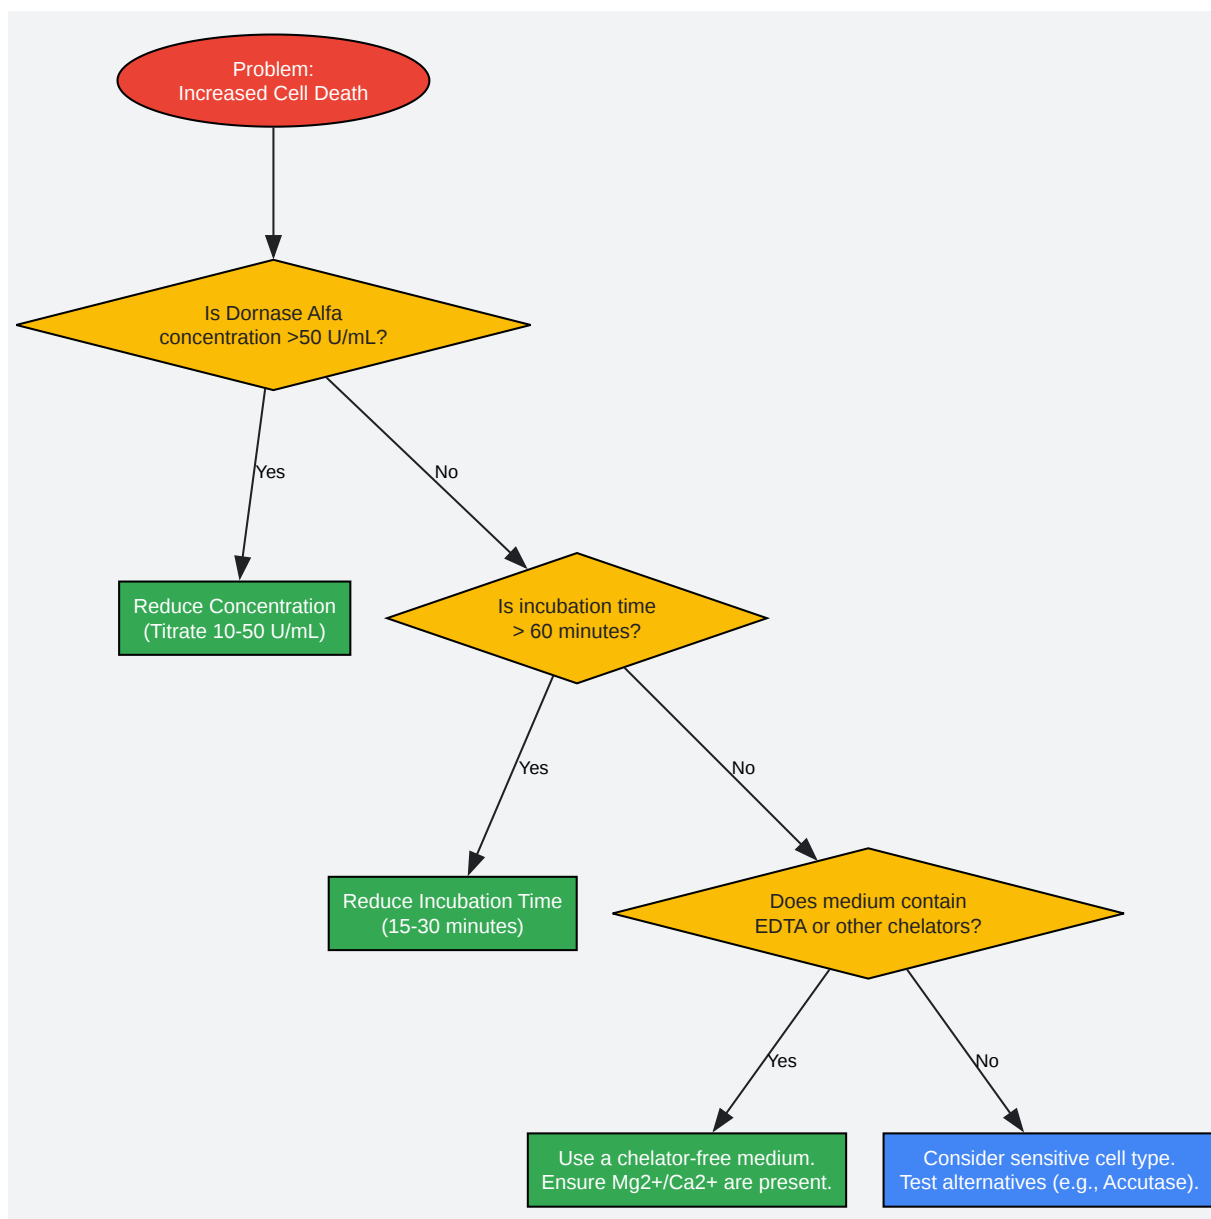 Problem:
Increased Cell Death
Is Dornase Alfa
concentration >50 U/mL?
Yes
No
Reduce Concentration
(Titrate 10-50 U/mL)
Is incubation time
> 60 minutes?
Yes
No
Reduce Incubation Time
(15-30 minutes)
Does medium contain
EDTA or other chelators?
Yes
No
Use a chelator-free medium.
Ensure Mg2+/Ca2+ are present.
Consider sensitive cell type.
Test alternatives (e.g., Accutase).